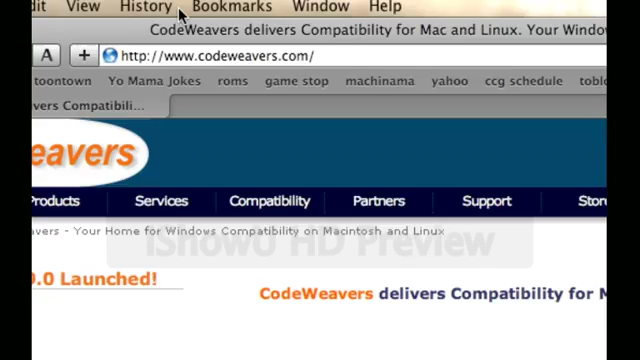 dit View History Bookmarks Window Help
CodeWeavers delivers Compatibility for Mac and Linux. Your Windo
A + http://www.codeweavers.com/
toontown Yo Mama Jokes roms game stop machinama yahoo ccg schedule toble
vers Compatibili...
eavers
Products Services Compatibility Partners Support Store
avers - Your Home for Windows Compatibility on Macintosh and Linux
iShowU HD Preview
0.0 Launched!
CodeWeavers delivers Compatibility for M